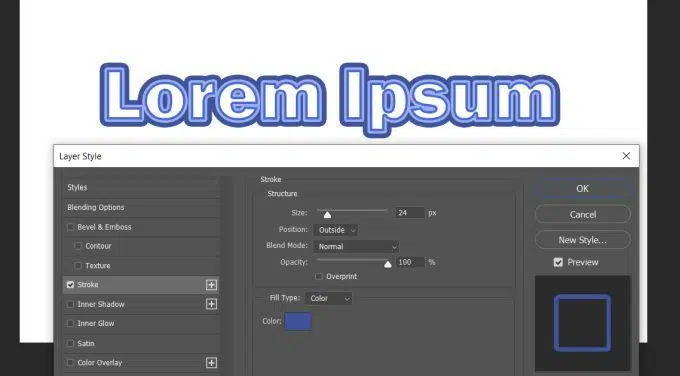 Lorem Ipsum
Layer Style
Styles
Blending Options
Bevel & Emboss
Contour
Texture
Stroke
Inner Shadow
Inner Glow
Satin
Color Overlay
Stroke
Structure
Size: 24 px
Position: Outside
Blend Mode: Normal
Opacity: 100 %
Overprint
Fill Type: Color
Color:
OK
Cancel
New Style...
Preview